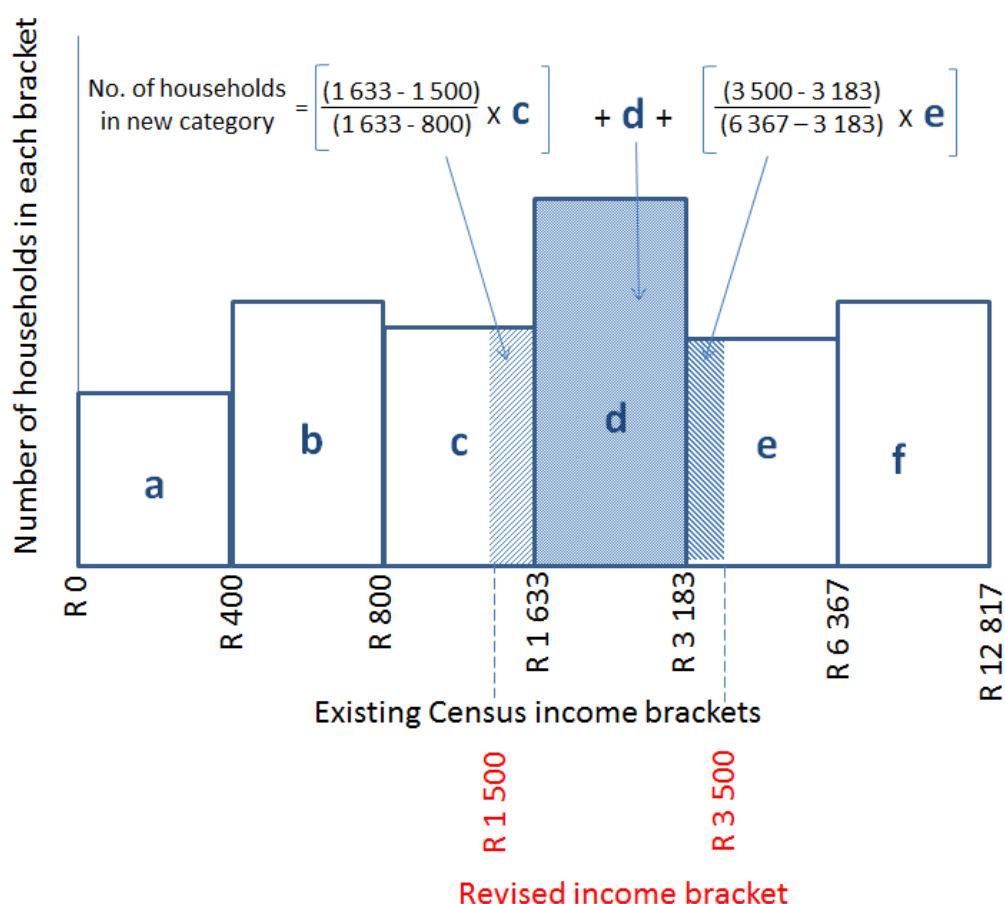 Number of households in each bracket
No. of households
in new category
=
(1 633 - 1 500)
(1 633 - 800)
x c
+ d +
(3 500 - 3 183)
(6 367 – 3 183)
x e
a
b
c
d
e
f
R 0
R 400
R 800
R 1 633
R 3 183
R 6 367
R 12 817
Existing Census income brackets
R 1 500
R 3 500
Revised income bracket